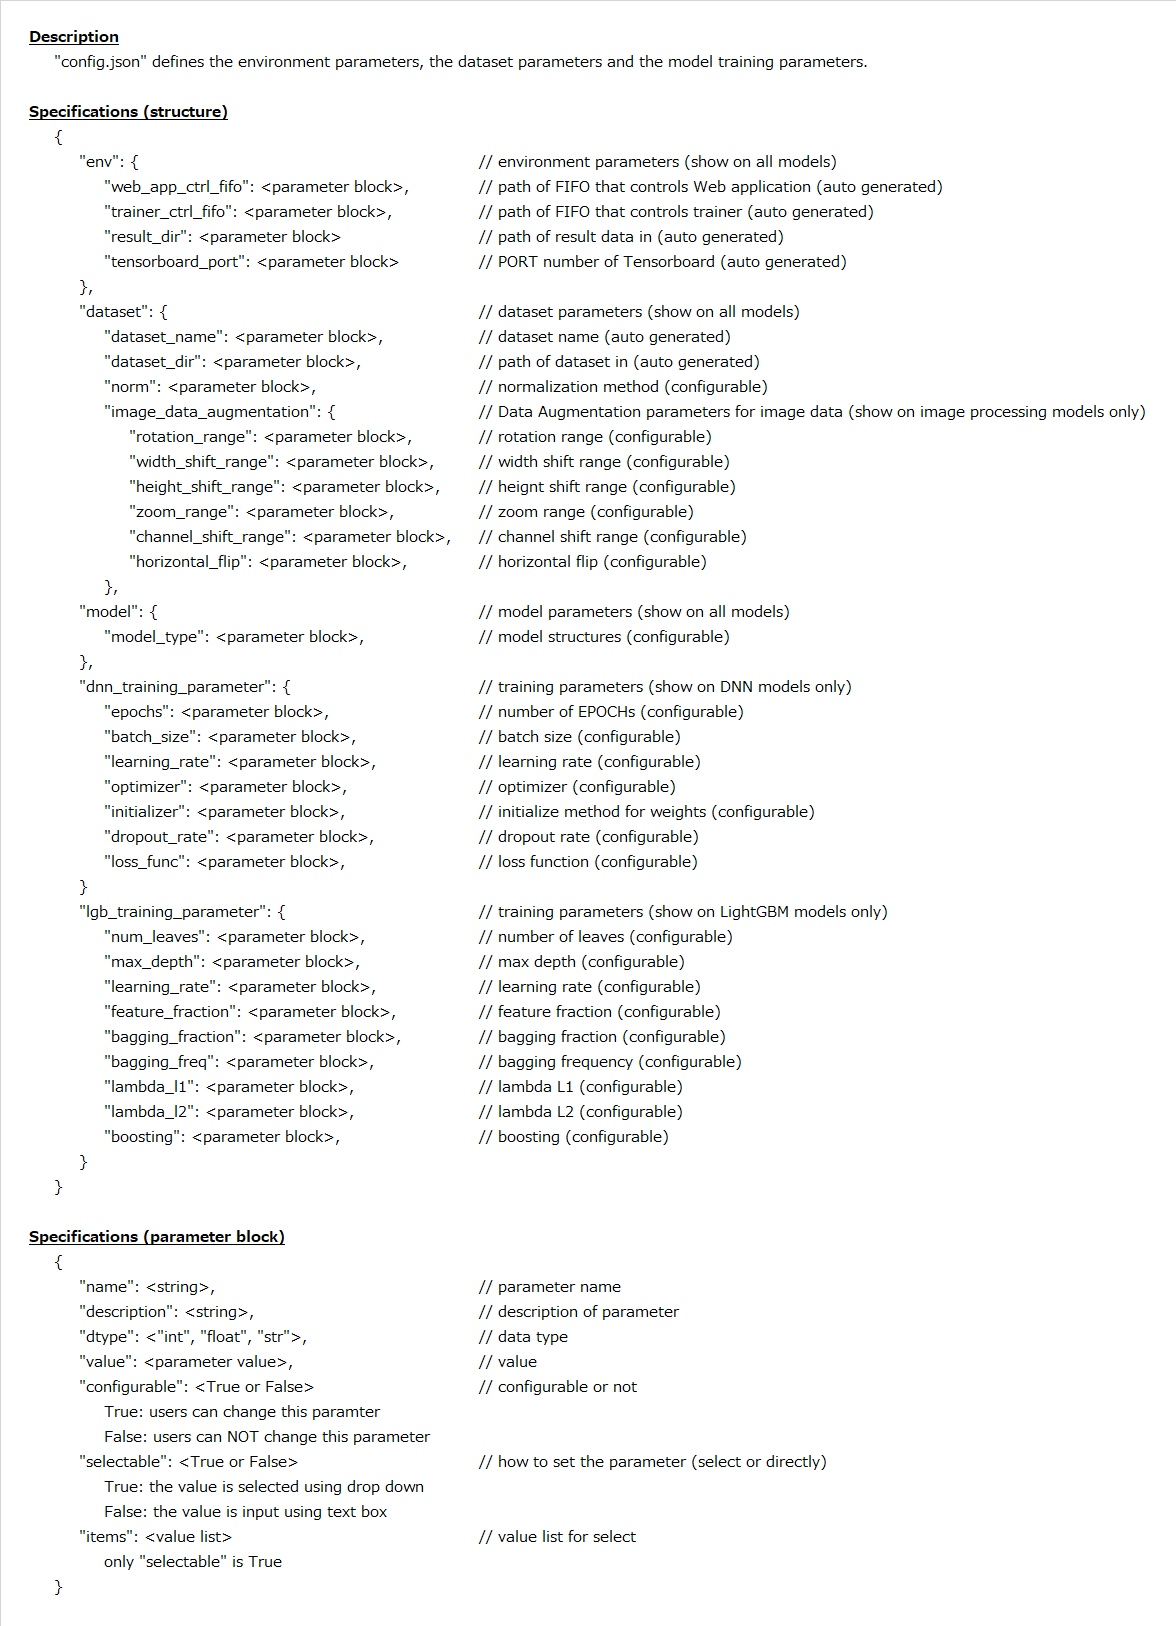 Description
"config.json" defines the environment parameters, the dataset parameters and the model training parameters.
Specifications (structure)
{
"env": { // environment parameters (show on all models)
"web_app_ctrl_fifo": <parameter block>, // path of FIFO that controls Web application (auto generated)
"trainer_ctrl_fifo": <parameter block>, // path of FIFO that controls trainer (auto generated)
"result_dir": <parameter block> // path of result data in (auto generated)
"tensorboard_port": <parameter block> // PORT number of Tensorboard (auto generated)
},
"dataset": { // dataset parameters (show on all models)
"dataset_name": <parameter block>, // dataset name (auto generated)
"dataset_dir": <parameter block>, // path of dataset in (auto generated)
"norm": <parameter block>, // normalization method (configurable)
"image_data_augmentation": { // Data Augmentation parameters for image data (show on image processing models only)
"rotation_range": <parameter block>, // rotation range (configurable)
"width_shift_range": <parameter block>, // width shift range (configurable)
"height_shift_range": <parameter block>, // heignt shift range (configurable)
"zoom_range": <parameter block>, // zoom range (configurable)
"channel_shift_range": <parameter block>, // channel shift range (configurable)
"horizontal_flip": <parameter block>, // horizontal flip (configurable)
},
"model": { // model parameters (show on all models)
"model_type": <parameter block>, // model structures (configurable)
},
"dnn_training_parameter": { // training parameters (show on DNN models only)
"epochs": <parameter block>, // number of EPOCHs (configurable)
"batch_size": <parameter block>, // batch size (configurable)
"learning_rate": <parameter block>, // learning rate (configurable)
"optimizer": <parameter block>, // optimizer (configurable)
"initializer": <parameter block>, // initialize method for weights (configurable)
"dropout_rate": <parameter block>, // dropout rate (configurable)
"loss_func": <parameter block>, // loss function (configurable)
}
"lgb_training_parameter": { // training parameters (show on LightGBM models only)
"num_leaves": <parameter block>, // number of leaves (configurable)
"max_depth": <parameter block>, // max depth (configurable)
"learning_rate": <parameter block>, // learning rate (configurable)
"feature_fraction": <parameter block>, // feature fraction (configurable)
"bagging_fraction": <parameter block>, // bagging fraction (configurable)
"bagging_freq": <parameter block>, // bagging frequency (configurable)
"lambda_l1": <parameter block>, // lambda L1 (configurable)
"lambda_l2": <parameter block>, // lambda L2 (configurable)
"boosting": <parameter block>, // boosting (configurable)
}
}
Specifications (parameter block)
{
"name": <string>, // parameter name
"description": <string>, // description of parameter
"dtype": <"int", "float", "str">, // data type
"value": <parameter value>, // value
"configurable": <True or False> // configurable or not
True: users can change this paramter
False: users can NOT change this parameter
"selectable": <True or False> // how to set the parameter (select or directly)
True: the value is selected using drop down
False: the value is input using text box
"items": <value list> // value list for select
only "selectable" is True
}